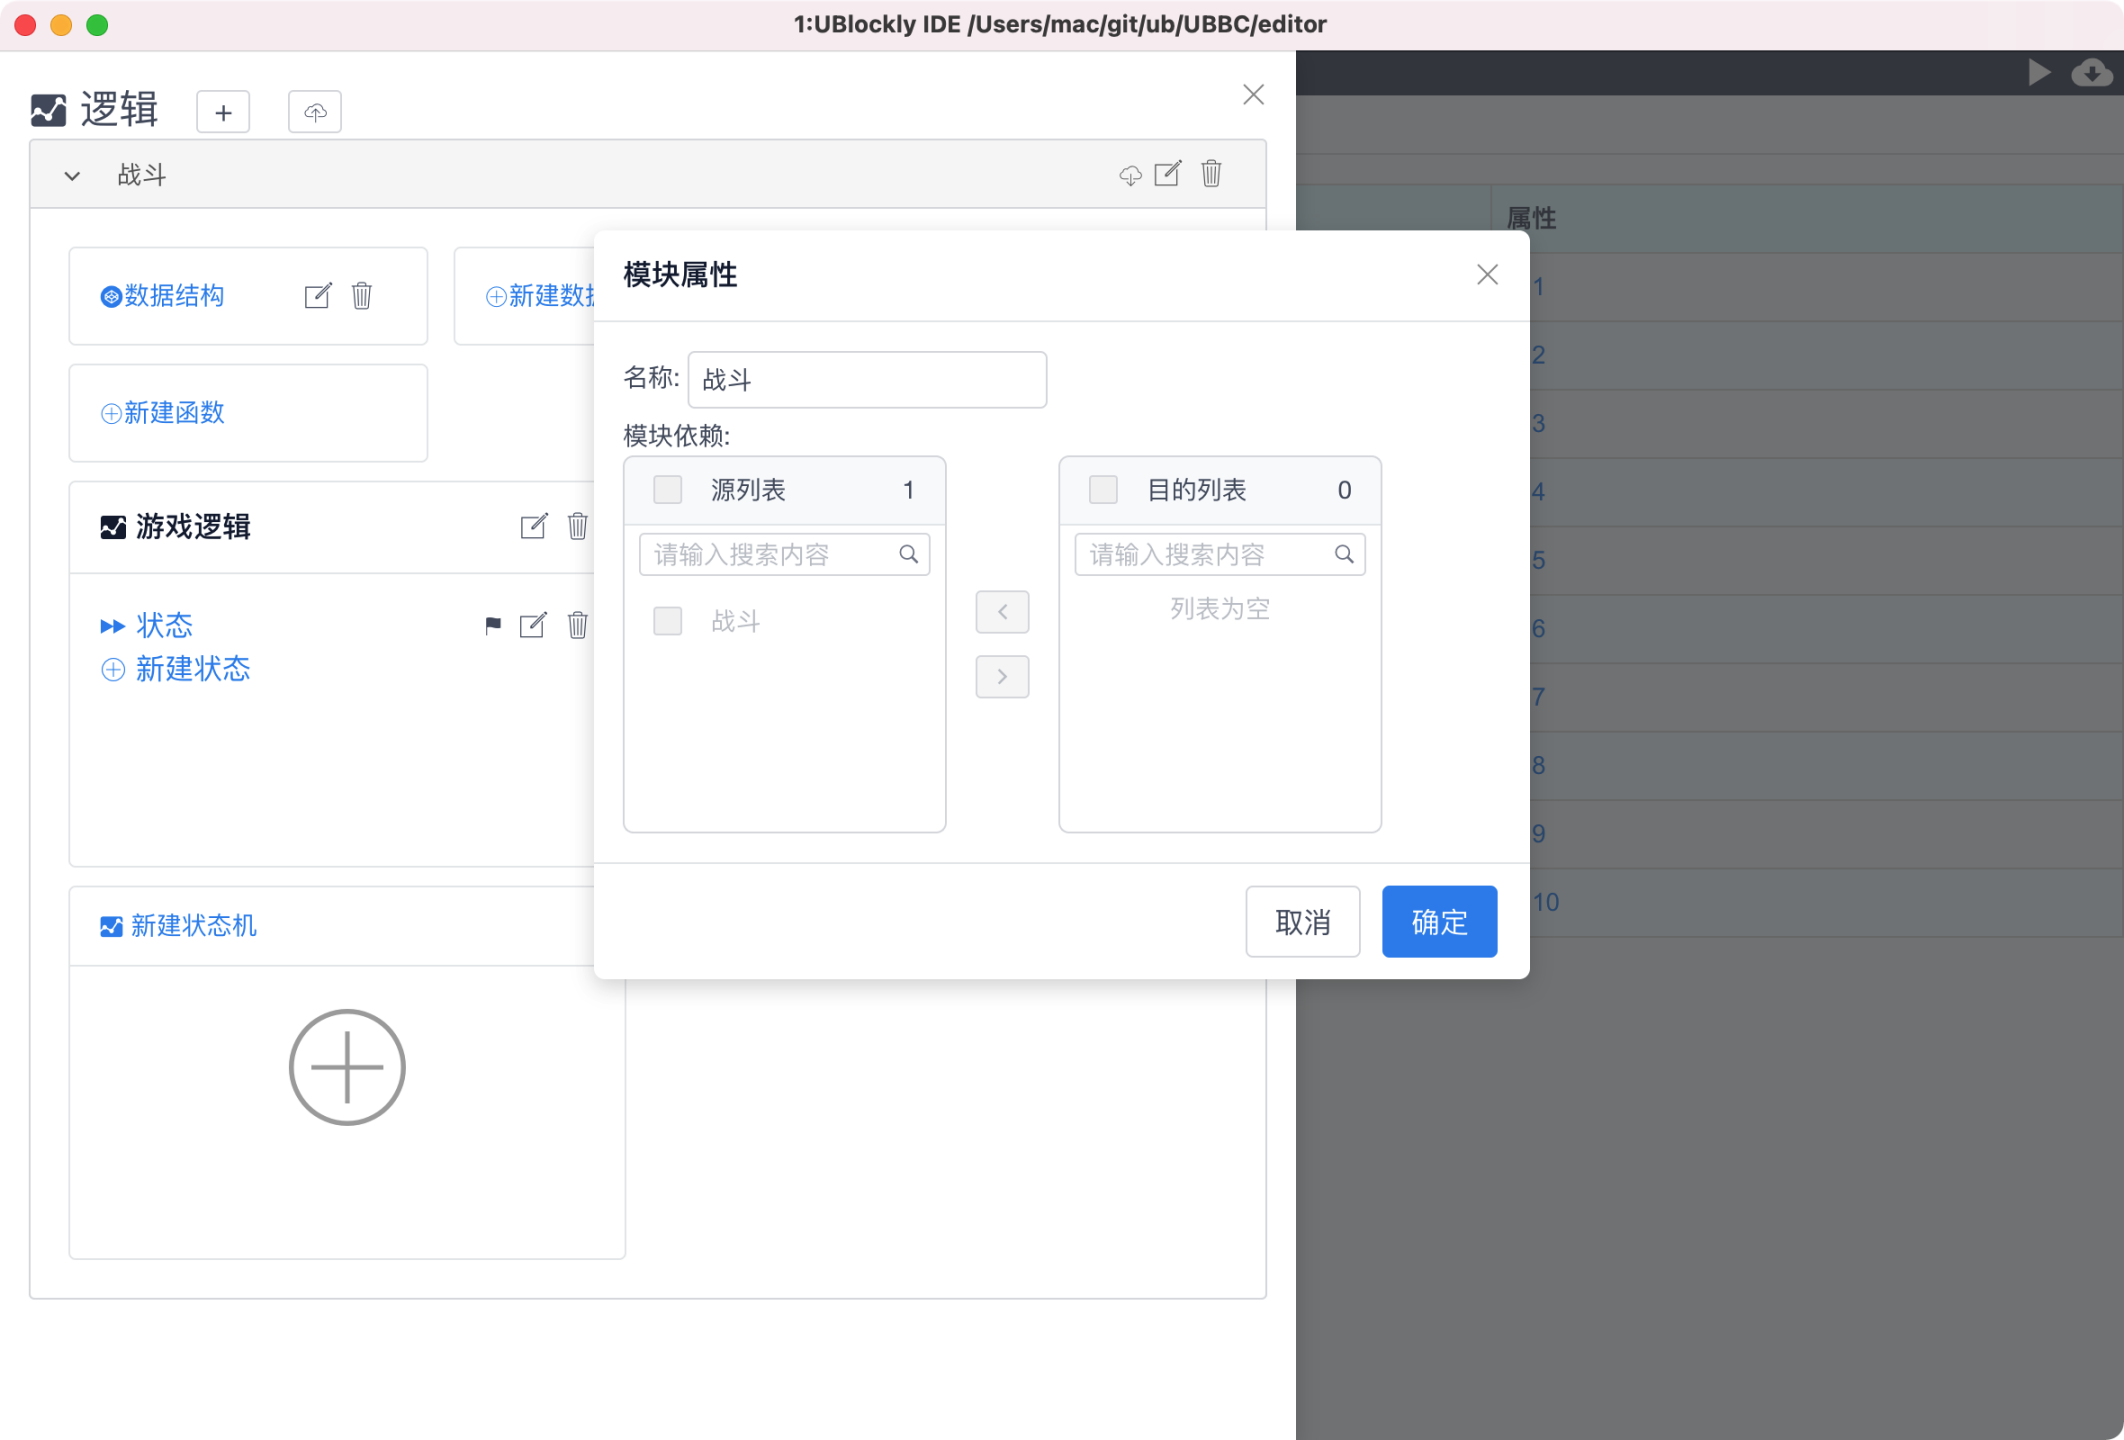 1:UBlockly IDE /Users/mac/git/ub/UBBC/editor
逻辑
战斗
属性
数据结构
新建数据
模块属性
1
2
名称: 战斗
新建函数
3
模块依赖:
源列表 1
目的列表 0
4
游戏逻辑
请输入搜索内容
请输入搜索内容
5
战斗
列表为空
状态
6
新建状态
7
8
9
取消
确定
10
新建状态机